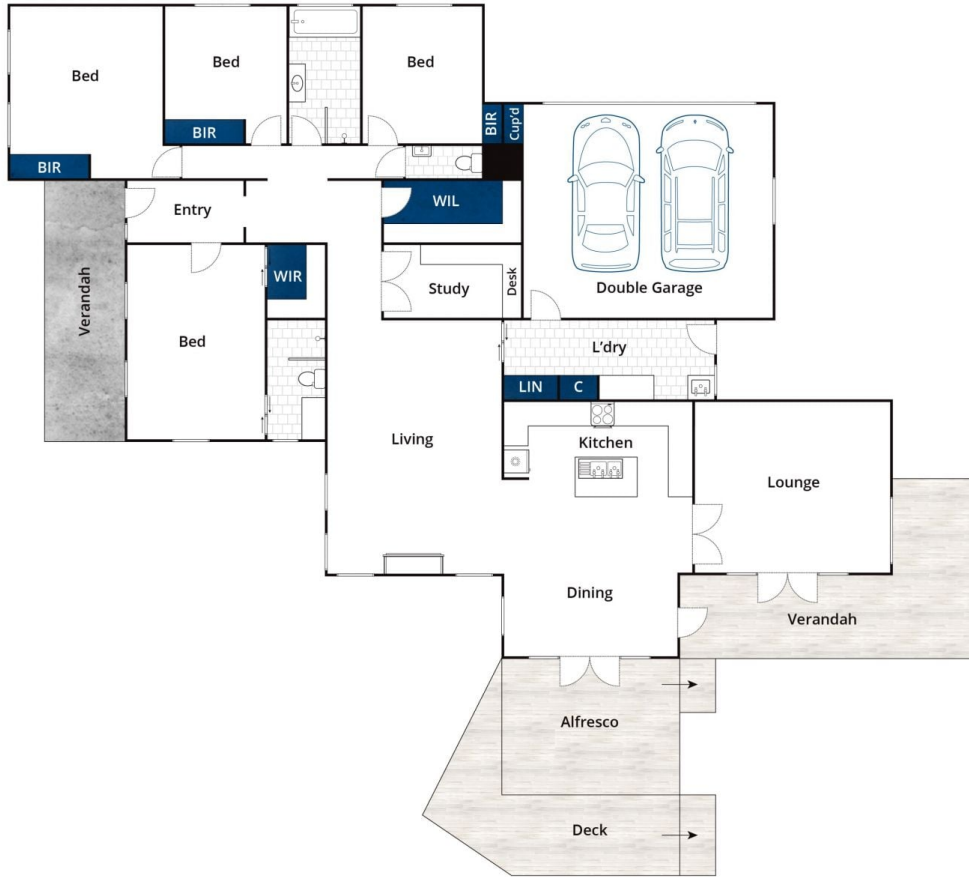 Bed
Bed
Bed
BIR
BIR
BIR
Cup'd
Entry
WIL
Verandah
WIR
Study
Desk
Double Garage
Bed
L'dry
LIN
C
Living
Kitchen
Lounge
Dining
Verandah
Alfresco
Deck